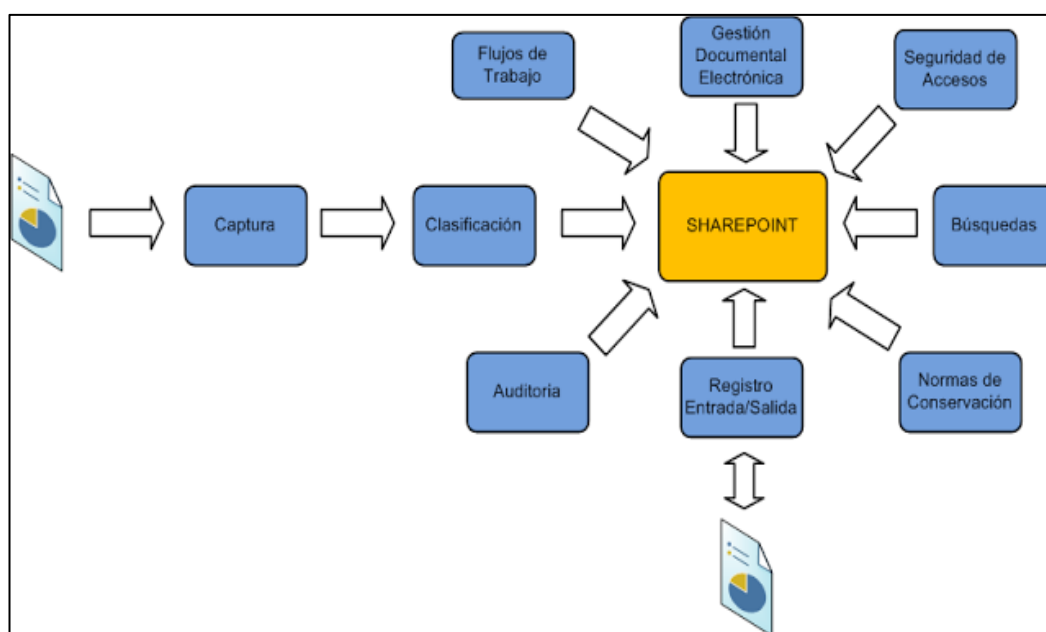 Flujos de
Trabajo
Gestión
Documental
Electrónica
Seguridad de
Accesos
Captura
Clasificación
SHAREPOINT
Búsquedas
Auditoria
Registro
Entrada/Salida
Normas de
Conservación